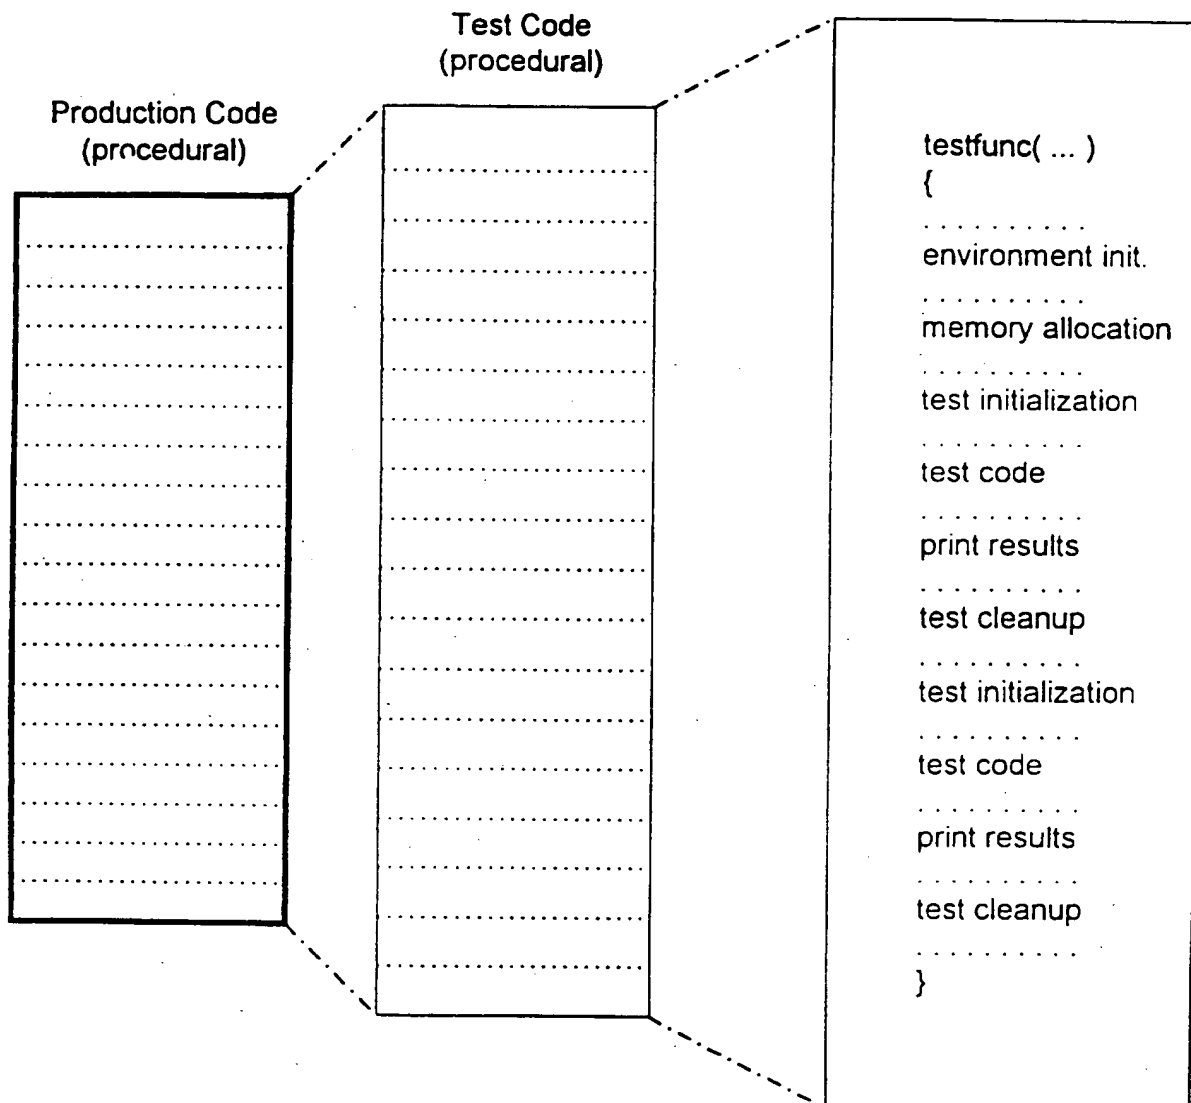 Test Code
(procedural)
Production Code
(procedural)
testfunc( ... )
{
. . . . . . . . . .
environment init.
. . . . . . . . . .
memory allocation
. . . . . . . . . .
test initialization
. . . . . . . . . .
test code
. . . . . . . . . .
print results
. . . . . . . . . .
test cleanup
. . . . . . . . . .
test initialization
. . . . . . . . . .
test code
. . . . . . . . . .
print results
. . . . . . . . . .
test cleanup
. . . . . . . . . .
}